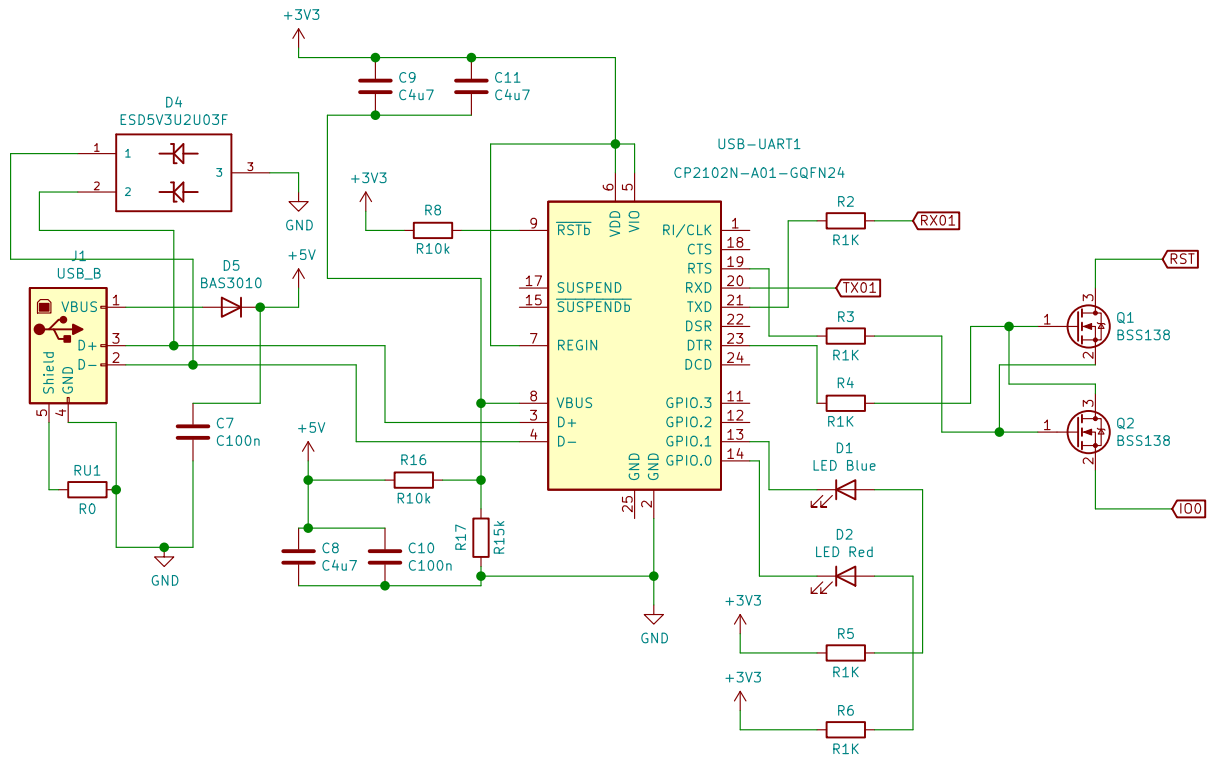 +3V3
C9
C4u7
C11
C4u7
D4
ESD5V3U2U03F
1
1
2
2
3
3
GND
+3V3
R8
R10k
J1
USB_B
VBUS
1
D+
3
D-
2
Shield
GND
5
4
D5
BAS3010
+5V
C7
C100n
RU1
R0
GND
+5V
R16
R10k
R17
R15k
C8
C4u7
C10
C100n
USB-UART1
CP2102N-A01-GQFN24
6
5
VDD
VIO
9
RSTb
17
SUSPEND
15
SUSPENDb
7
REGIN
8
VBUS
3
D+
4
D-
RI/CLK
1
CTS
18
RTS
19
RXD
20
TXD
21
DSR
22
DTR
23
DCD
24
GPIO.3
11
GPIO.2
12
GPIO.1
13
GPIO.0
14
GND
GND
25
2
GND
R2
R1K
RX01
TX01
R3
R1K
R4
R1K
D1
LED Blue
D2
LED Red
+3V3
R5
R1K
+3V3
R6
R1K
RST
3
1
2
Q1
BSS138
3
1
2
Q2
BSS138
IO0